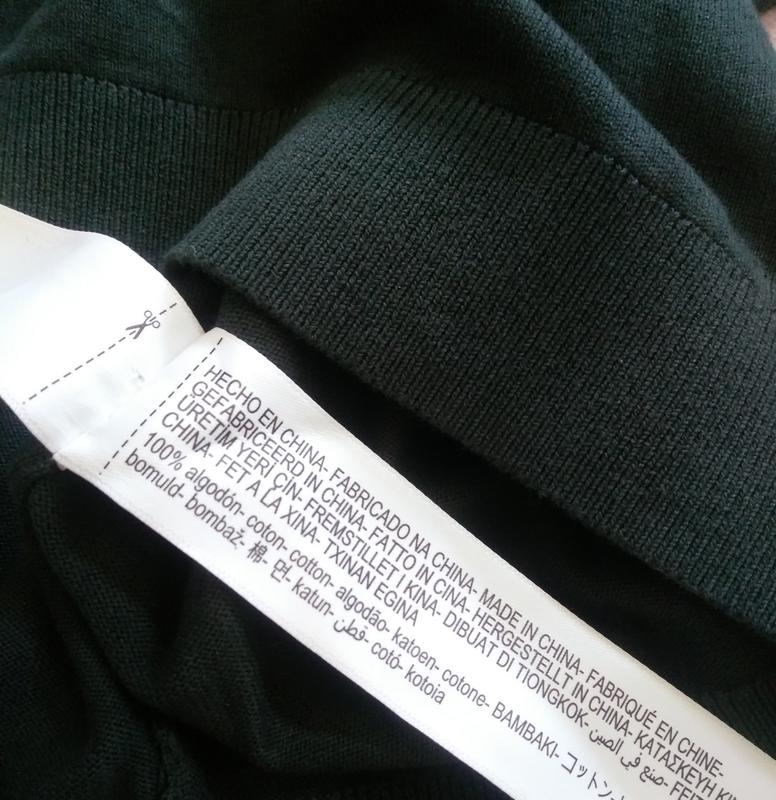 HECHO EN CHINA- FABRICADO NA CHINA- MADE IN CHINA- FABRIQUÉ EN CHINE-
GEFABRICEERD IN CHINA- FATTO IN CINA- HERGESTELLT IN CHINA- ΚΑΤΑΣΚΕΥΗ
ÜRETİM YERİ ÇİN- FREMSTILLET I KINA- DIBUAT DI TIONGKOK- صنع في الصين-
CHINA- FET A LA XINA- TXINAN EGINA
100% algodón- coton- cotton- algodão- katoen- cotone- BAMBAKI- コットン-
bomuld- bombaž- 棉- 면- katun- قطن- cotó- kotoia